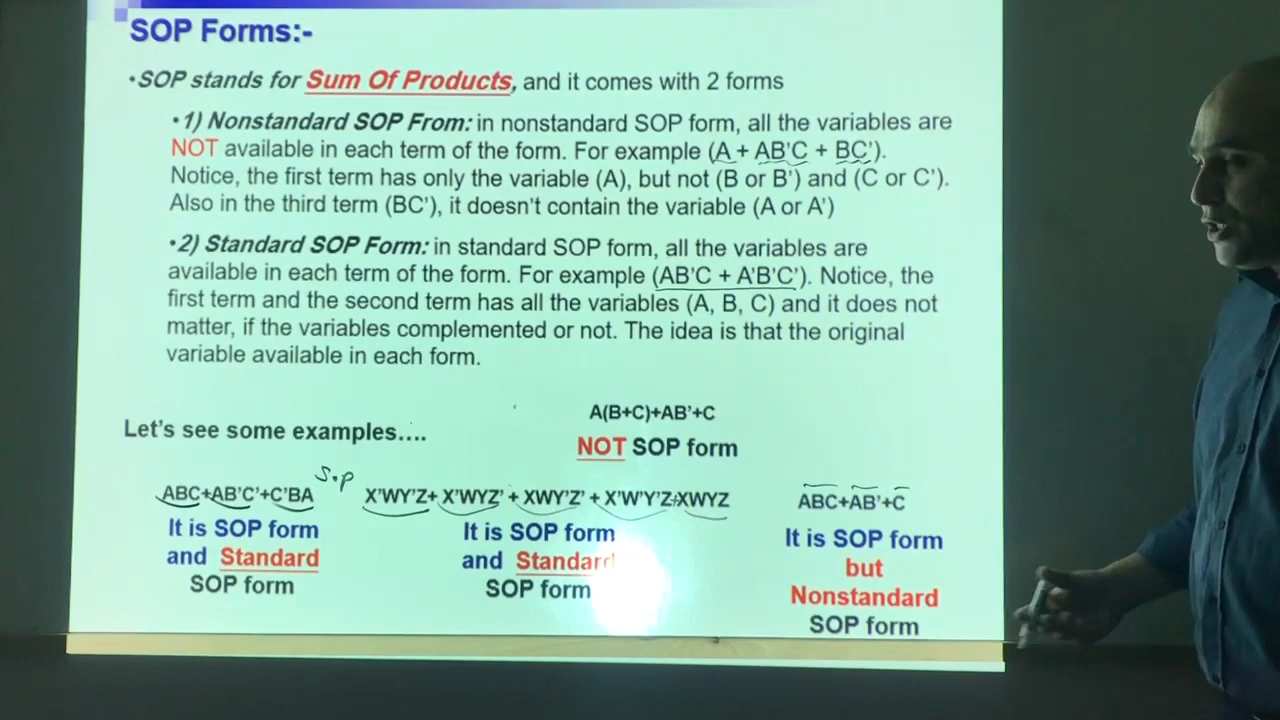 SOP Forms:-
•SOP stands for Sum Of Products, and it comes with 2 forms
•1) Nonstandard SOP From: in nonstandard SOP form, all the variables are
NOT available in each term of the form. For example (A + AB'C + BC').
Notice, the first term has only the variable (A), but not (B or B') and (C or C').
Also in the third term (BC'), it doesn't contain the variable (A or A')
•2) Standard SOP Form: in standard SOP form, all the variables are
available in each term of the form. For example (AB'C + A'B'C'). Notice, the
first term and the second term has all the variables (A, B, C) and it does not
matter, if the variables complemented or not. The idea is that the original
variable available in each form.
A(B+C)+AB'+C
NOT SOP form
Let's see some examples….
S.P
ABC+AB'C'+C'BA
It is SOP form
and Standard
SOP form
X'WY'Z+ X'WYZ' + XWY'Z' + X'W'Y'Z+XWYZ
It is SOP form
and Standard
SOP form
ABC+AB'+C
It is SOP form
but
Nonstandard
SOP form